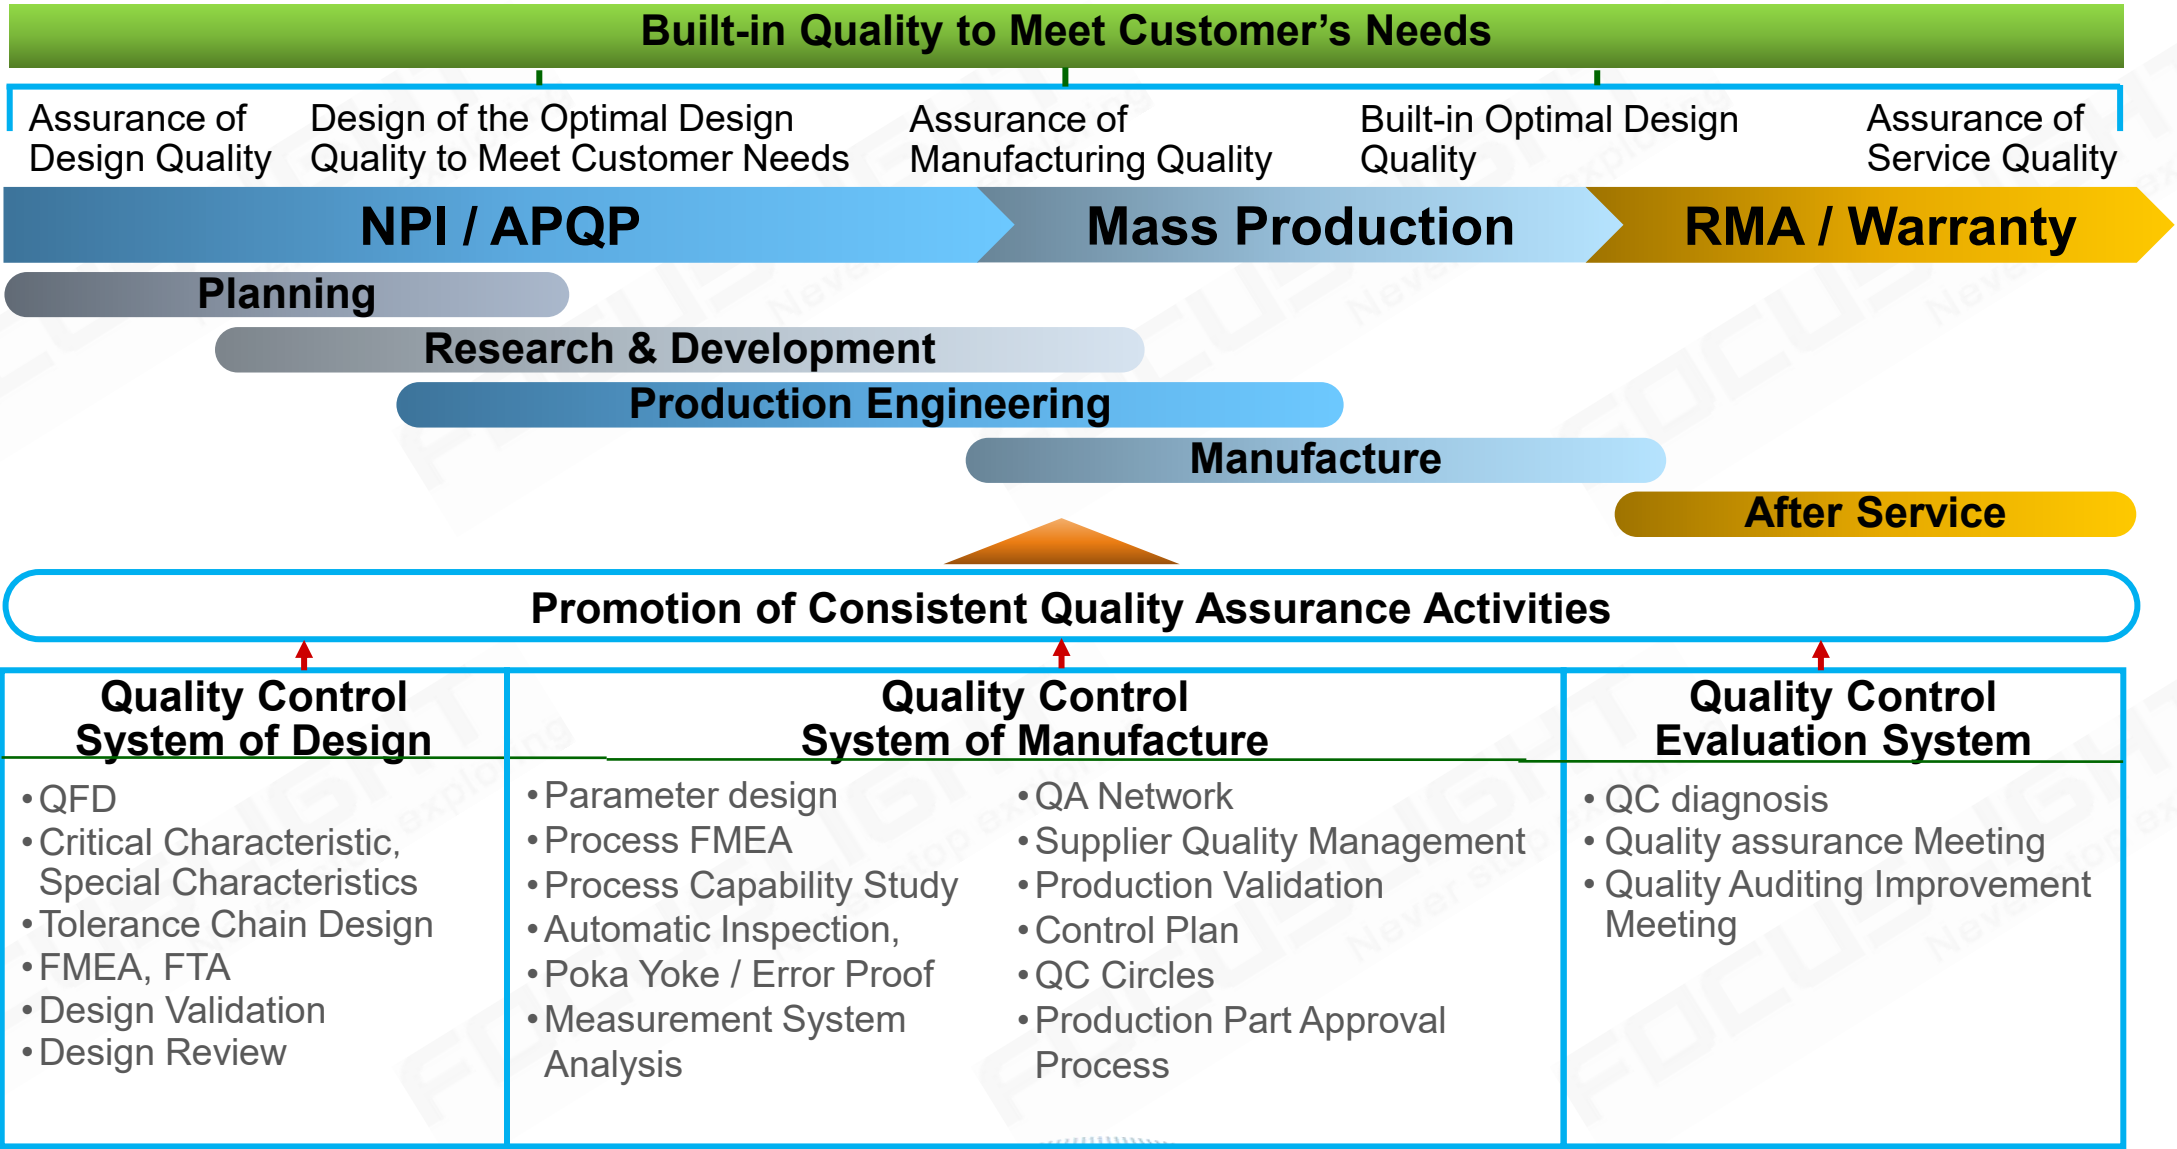 Built-in Quality to Meet Customer’s Needs
Assurance of
Design Quality
Design of the Optimal Design
Quality to Meet Customer Needs
Assurance of
Manufacturing Quality
Built-in Optimal Design
Quality
Assurance of
Service Quality
NPI / APQP
Mass Production
RMA / Warranty
Planning
Research & Development
Production Engineering
Manufacture
After Service
Promotion of Consistent Quality Assurance Activities
Quality Control
System of Design
•QFD
•Critical Characteristic,
Special Characteristics
•Tolerance Chain Design
•FMEA, FTA
•Design Validation
•Design Review
Quality Control
System of Manufacture
•Parameter design
•Process FMEA
•Process Capability Study
•Automatic Inspection,
•Poka Yoke / Error Proof
•Measurement System
Analysis
•QA Network
•Supplier Quality Management
•Production Validation
•Control Plan
•QC Circles
•Production Part Approval
Process
Quality Control
Evaluation System
• QC diagnosis
• Quality assurance Meeting
• Quality Auditing Improvement
Meeting
FOCUSLIGHT
Never stop exploring